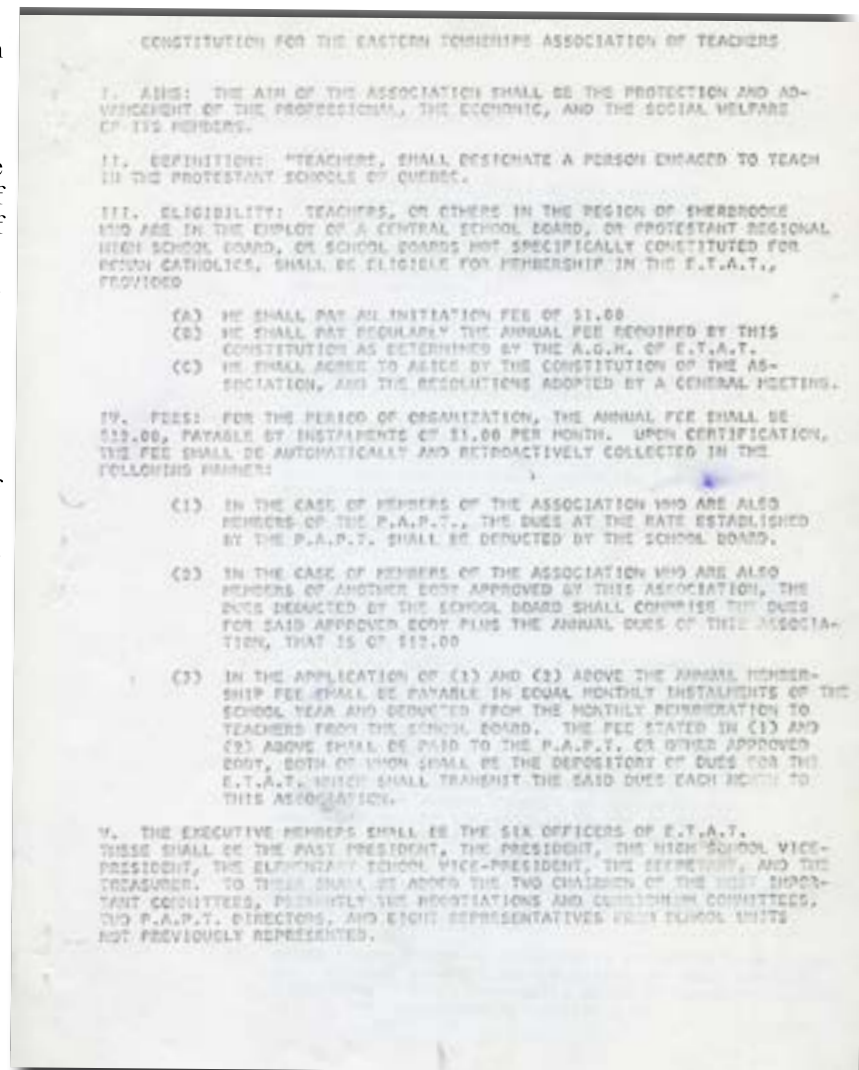 CONSTITUTION FOR THE EASTERN TOWNSHIPS ASSOCIATION OF TEACHERS
I. AIMS: THE AIM OF THE ASSOCIATION SHALL BE THE PROTECTION AND AD-
VANCEMENT OF THE PROFESSIONAL, THE ECONOMIC, AND THE SOCIAL WELFARE
OF ITS MEMBERS.
II. DEFINITION: "TEACHERS, SHALL DESIGNATE A PERSON ENGAGED TO TEACH
IN THE PROTESTANT SCHOOLS OF QUEBEC.
III. ELIGIBILITY: TEACHERS, OR OTHERS IN THE REGION OF SHERBROOKE
WHO ARE IN THE EMPLOY OF A CENTRAL SCHOOL BOARD, OR PROTESTANT REGIONAL
HIGH SCHOOL BOARD, OR SCHOOL BOARDS NOT SPECIFICALLY CONSTITUTED FOR
ROMAN CATHOLICS, SHALL BE ELIGIBLE FOR MEMBERSHIP IN THE E.T.A.T.,
PROVIDED
(A) HE SHALL PAY AN INITIATION FEE OF $1.00
(B) HE SHALL PAY REGULARLY THE ANNUAL FEE REQUIRED BY THIS
CONSTITUTION AS DETERMINED BY THE A.G.M. OF E.T.A.T.
(C) HE SHALL AGREE TO ABIDE BY THE CONSTITUTION OF THE AS-
SOCIATION, AND THE RESOLUTIONS ADOPTED BY A GENERAL MEETING.
IV. FEES: FOR THE PERIOD OF ORGANIZATION, THE ANNUAL FEE SHALL BE
$12.00, PAYABLE BY INSTALMENTS OF $1.00 PER MONTH. UPON CERTIFICATION,
THE FEE SHALL BE AUTOMATICALLY AND RETROACTIVELY COLLECTED IN THE
FOLLOWING MANNER:
(1) IN THE CASE OF MEMBERS OF THE ASSOCIATION WHO ARE ALSO
MEMBERS OF THE P.A.P.T., THE DUES AT THE RATE ESTABLISHED
BY THE P.A.P.T. SHALL BE DEDUCTED BY THE SCHOOL BOARD.
(2) IN THE CASE OF MEMBERS OF THE ASSOCIATION WHO ARE ALSO
MEMBERS OF ANOTHER BODY APPROVED BY THIS ASSOCIATION, THE
DUES DEDUCTED BY THE SCHOOL BOARD SHALL COMPRISE THE DUES
FOR SAID APPROVED BODY PLUS THE ANNUAL DUES OF THIS ASSOCIA-
TION, THAT IS OF $12.00
(3) IN THE APPLICATION OF (1) AND (2) ABOVE THE ANNUAL MEMBER-
SHIP FEE SHALL BE PAYABLE IN EQUAL MONTHLY INSTALMENTS OF THE
SCHOOL YEAR AND DEDUCTED FROM THE MONTHLY REMUNERATION TO
TEACHERS FROM THE SCHOOL BOARD. THE FEE STATED IN (1) AND
(2) ABOVE SHALL BE PAID TO THE P.A.P.T. OR OTHER APPROVED
BODY, BOTH OF WHOM SHALL BE THE DEPOSITORY OF DUES FOR THE
E.T.A.T. WHICH SHALL TRANSMIT THE SAID DUES EACH MONTH TO
THIS ASSOCIATION.
V. THE EXECUTIVE MEMBERS SHALL BE THE SIX OFFICERS OF E.T.A.T.
THESE SHALL BE THE PAST PRESIDENT, THE PRESIDENT, THE HIGH SCHOOL VICE-
PRESIDENT, THE ELEMENTARY SCHOOL VICE-PRESIDENT, THE SECRETARY, AND THE
TREASURER. TO THESE SHALL BE ADDED THE TWO CHAIRMEN OF THE MOST IMPOR-
TANT COMMITTEES, PRESENTLY THE NEGOTIATIONS AND CURRICULUM COMMITTEES,
TWO P.A.P.T. DIRECTORS, AND EIGHT REPRESENTATIVES FROM SCHOOL UNITS
NOT PREVIOUSLY REPRESENTED.